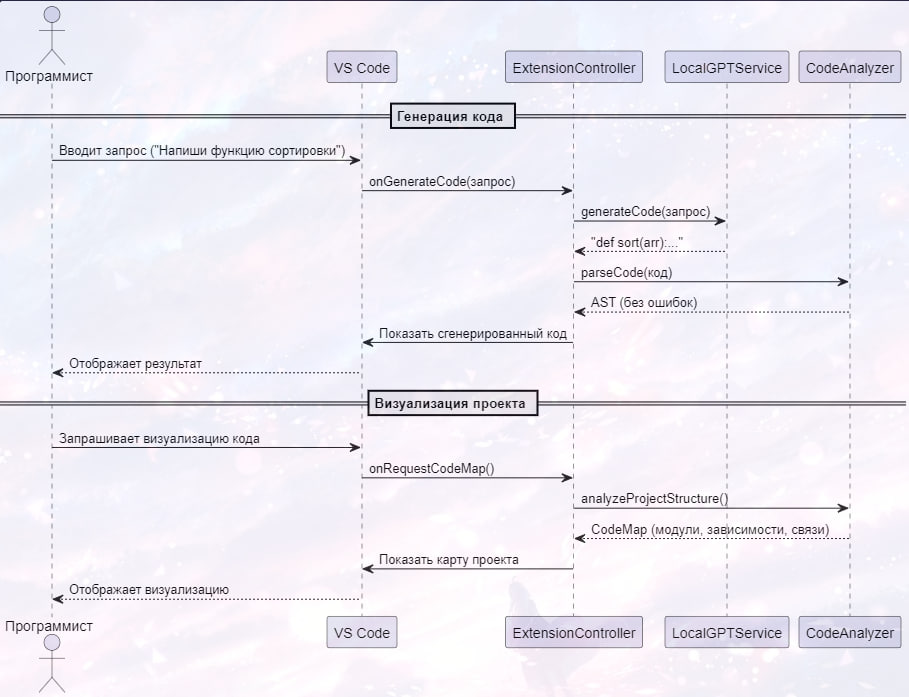 Программист
VS Code
ExtensionController
LocalGPTService
CodeAnalyzer
Генерация кода
Вводит запрос ("Напиши функцию сортировки")
onGenerateCode(запрос)
generateCode(запрос)
"def sort(arr):..."
parseCode(код)
AST (без ошибок)
Показать сгенерированный код
Отображает результат
Визуализация проекта
Запрашивает визуализацию кода
onRequestCodeMap()
analyzeProjectStructure()
CodeMap (модули, зависимости, связи)
Показать карту проекта
Отображает визуализацию
Программист
VS Code
ExtensionController
LocalGPTService
CodeAnalyzer